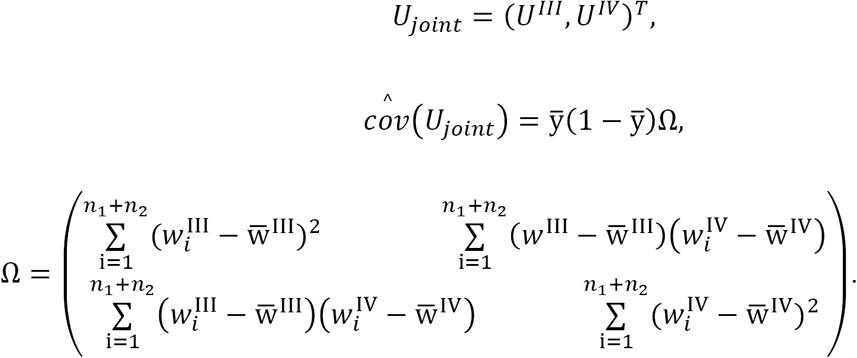 U_{joint} = (U^{III}, U^{IV})^T,
\hat{cov}(U_{joint}) = \bar{y}(1 − \bar{y})Ω,
Ω = \begin{pmatrix} \sum_{i=1}^{n_1+n_2} (w_i^{III} − \bar{w}^{III})^2 & \sum_{i=1}^{n_1+n_2} (w^{III} − \bar{w}^{III})(w_i^{IV} − \bar{w}^{IV}) \\ \sum_{i=1}^{n_1+n_2} (w_i^{III} − \bar{w}^{III})(w_i^{IV} − \bar{w}^{IV}) & \sum_{i=1}^{n_1+n_2} (w_i^{IV} − \bar{w}^{IV})^2 \end{pmatrix}.